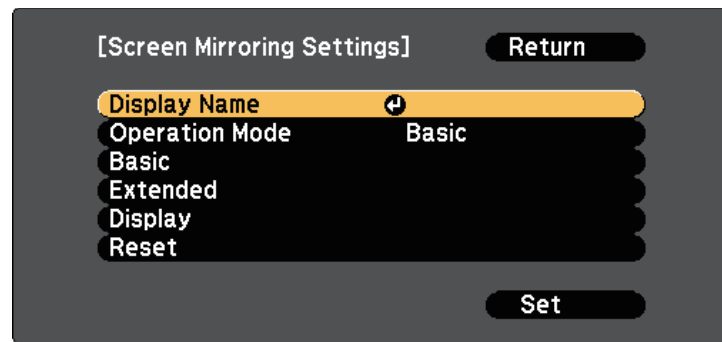 [Screen Mirroring Settings] Return
Display Name
Operation Mode Basic
Basic
Extended
Display
Reset
Set